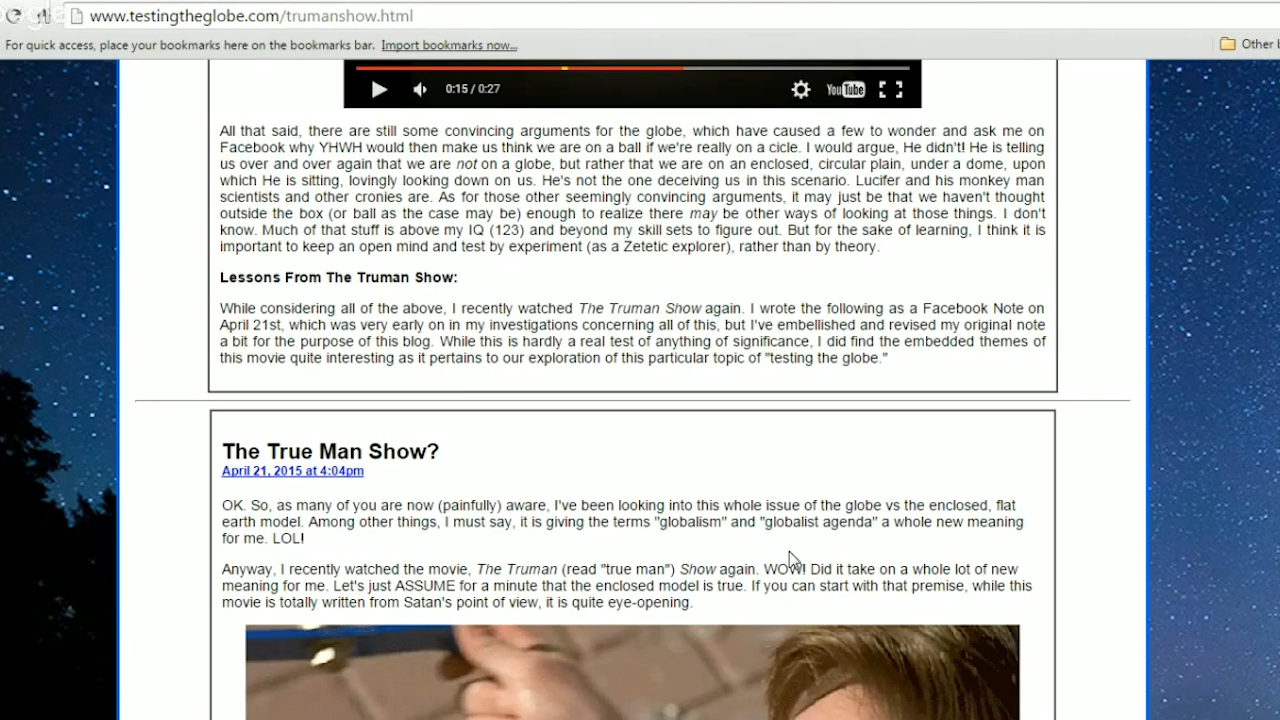 www.testingtheglobe.com/trumanshow.html
For quick access, place your bookmarks here on the bookmarks bar. Import bookmarks now...
Other
0:15 / 0:27
YouTube
All that said, there are still some convincing arguments for the globe, which have caused a few to wonder and ask me on
Facebook why YHWH would then make us think we are on a ball if we're really on a cicle. I would argue, He didn't! He is telling
us over and over again that we are not on a globe, but rather that we are on an enclosed, circular plain, under a dome, upon
which He is sitting, lovingly looking down on us. He's not the one deceiving us in this scenario. Lucifer and his monkey man
scientists and other cronies are. As for those other seemingly convincing arguments, it may just be that we haven't thought
outside the box (or ball as the case may be) enough to realize there may be other ways of looking at those things. I don't
know. Much of that stuff is above my IQ (123) and beyond my skill sets to figure out. But for the sake of learning, I think it is
important to keep an open mind and test by experiment (as a Zetetic explorer), rather than by theory.
Lessons From The Truman Show:
While considering all of the above, I recently watched The Truman Show again. I wrote the following as a Facebook Note on
April 21st, which was very early on in my investigations concerning all of this, but I've embellished and revised my original note
a bit for the purpose of this blog. While this is hardly a real test of anything of significance, I did find the embedded themes of
this movie quite interesting as it pertains to our exploration of this particular topic of "testing the globe."
The True Man Show?
April 21, 2015 at 4:04pm
OK. So, as many of you are now (painfully) aware, I've been looking into this whole issue of the globe vs the enclosed, flat
earth model. Among other things, I must say, it is giving the terms "globalism" and "globalist agenda" a whole new meaning
for me. LOL!
Anyway, I recently watched the movie, The Truman (read "true man") Show again. WOW! Did it take on a whole lot of new
meaning for me. Let's just ASSUME for a minute that the enclosed model is true. If you can start with that premise, while this
movie is totally written from Satan's point of view, it is quite eye-opening.